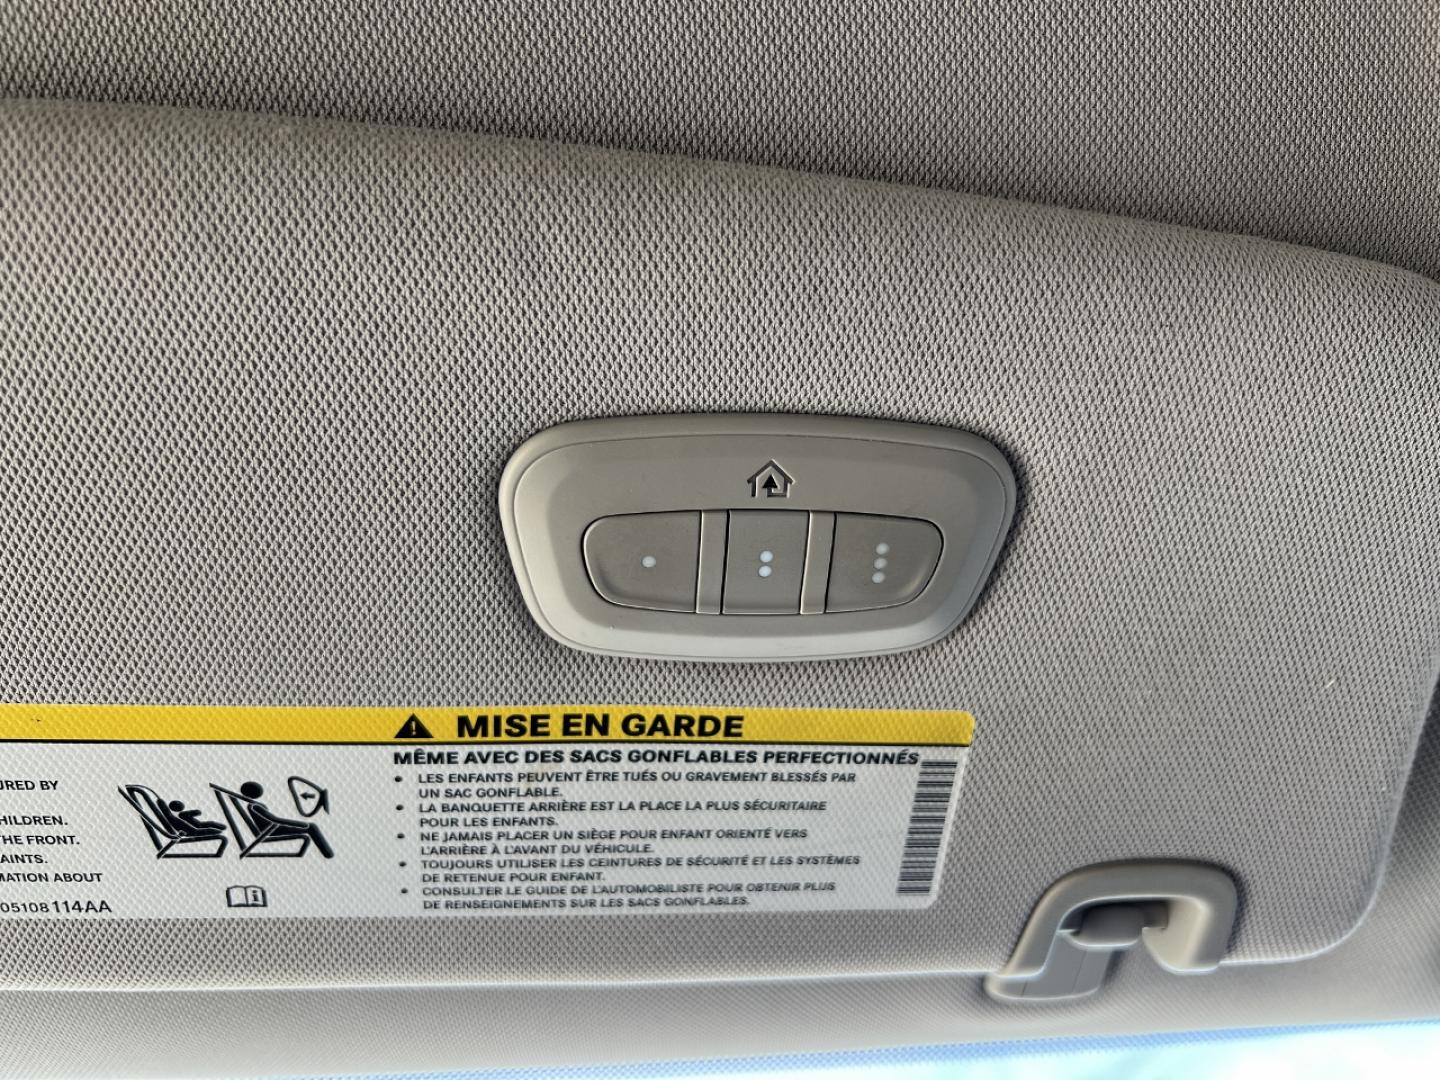 MISE EN GARDE
MÊME AVEC DES SACS GONFLABLES PERFECTIONNÉS
• LES ENFANTS PEUVENT ÊTRE TUÉS OU GRAVEMENT BLESSÉS PAR
UN SAC GONFLABLE.
• LA BANQUETTE ARRIÈRE EST LA PLACE LA PLUS SÉCURITAIRE
POUR LES ENFANTS.
• NE JAMAIS PLACER UN SIÈGE POUR ENFANT ORIENTÉ VERS
L'ARRIÈRE À L'AVANT DU VÉHICULE.
• TOUJOURS UTILISER LES CEINTURES DE SÉCURITÉ ET LES SYSTÈMES
DE RETENUE POUR ENFANT.
• CONSULTER LE GUIDE DE L'AUTOMOBILISTE POUR OBTENIR PLUS
DE RENSEIGNEMENTS SUR LES SACS GONFLABLES.
URED BY
HILDREN.
THE FRONT.
AINTS.
MATION ABOUT
05108114AA